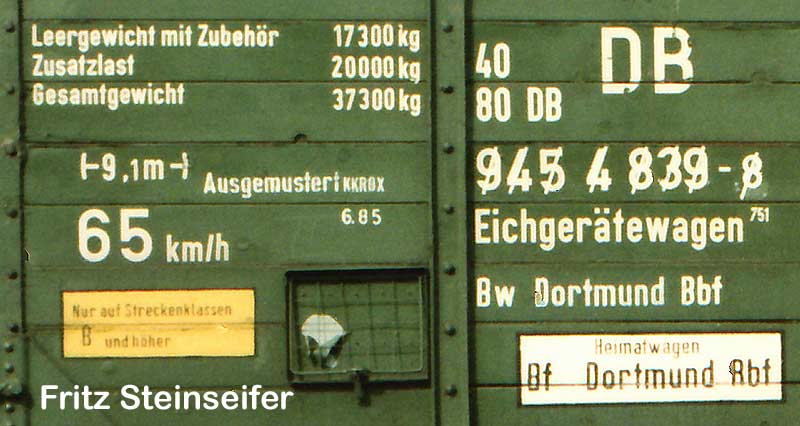 Leergewicht mit Zubehör 17300 kg
Zusatzlast 20000 kg
Gesamtgewicht 37300 kg
⊢9,1m⊣
Ausgemustert KKRDX
6.85
65 km/h
Nur auf Streckenklassen
B und höher
40
80 DB
DB
945 4 839-8
Eichgerätewagen 751
Bw Dortmund Bbf
Heimatwagen
Bf Dortmund Rbf
Fritz Steinseifer